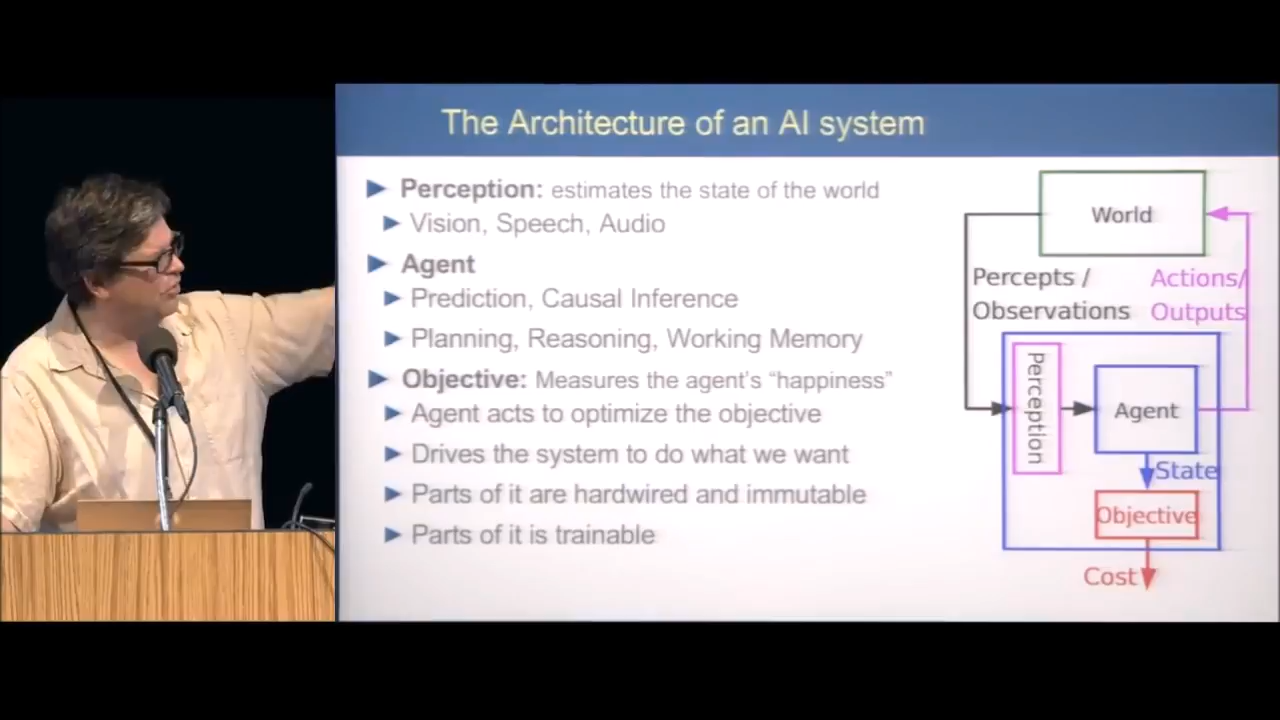 The Architecture of an AI system
Perception: estimates the state of the world
Vision, Speech, Audio
Agent
Prediction, Causal Inference
Planning, Reasoning, Working Memory
Objective: Measures the agent's "happiness"
Agent acts to optimize the objective
Drives the system to do what we want
Parts of it are hardwired and immutable
Parts of it is trainable
World
Percepts /
Observations
Actions/
Outputs
Perception
Agent
State
Objective
Cost